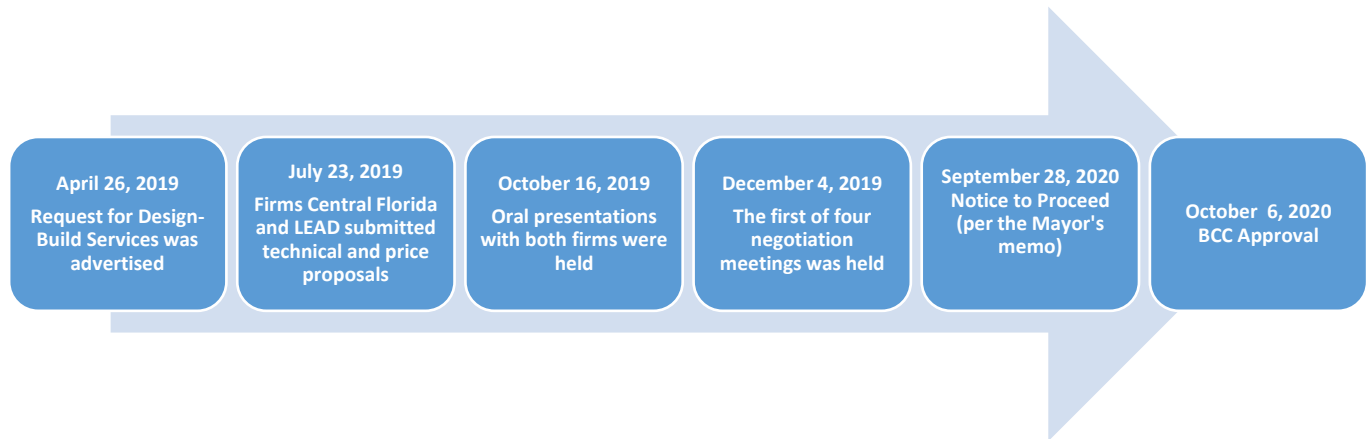 April 26, 2019
Request for Design-
Build Services was
advertised
July 23, 2019
Firms Central Florida
and LEAD submitted
technical and price
proposals
October 16, 2019
Oral presentations
with both firms were
held
December 4, 2019
The first of four
negotiation
meetings was held
September 28, 2020
Notice to Proceed
(per the Mayor's
memo)
October 6, 2020
BCC Approval